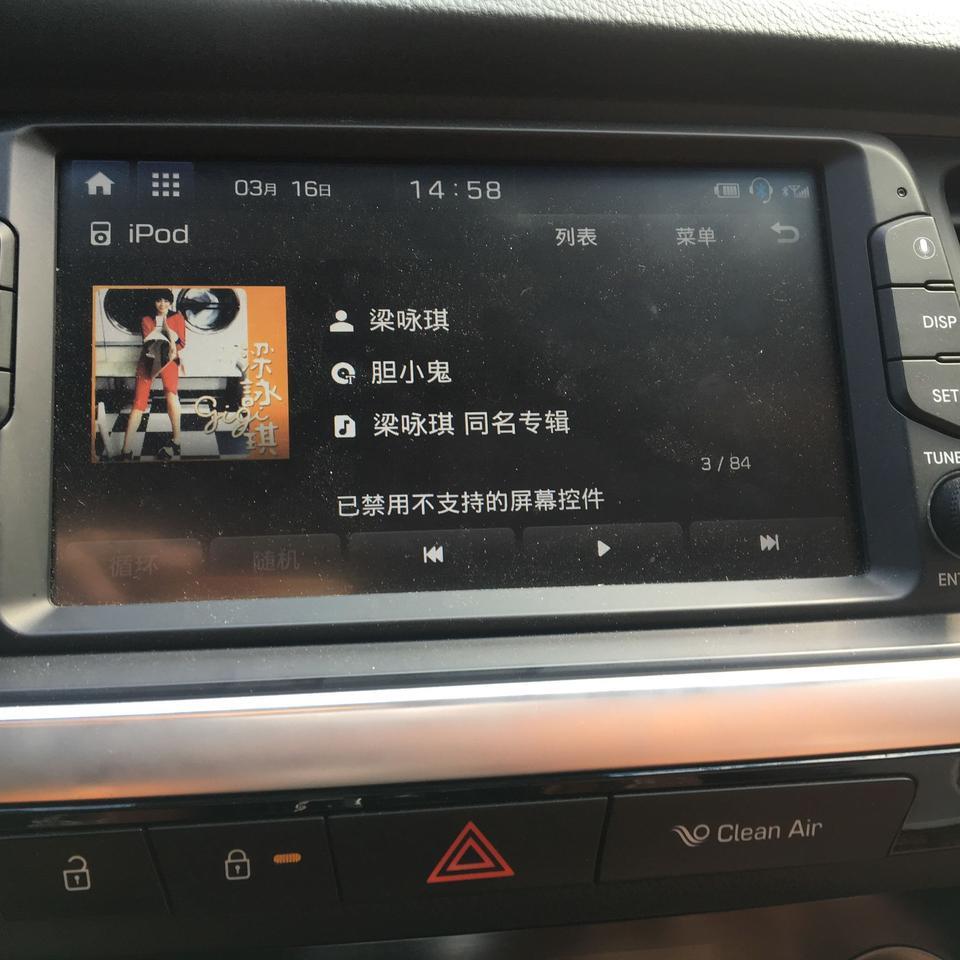 03月 16日 14:58
iPod 列表 菜单
梁咏琪
胆小鬼
梁咏琪 同名专辑
梁詠琪
Gigi
3 / 84
已禁用不支持的屏幕控件
循环 随机
DISP
SET
TUNE
ENT
Clean Air